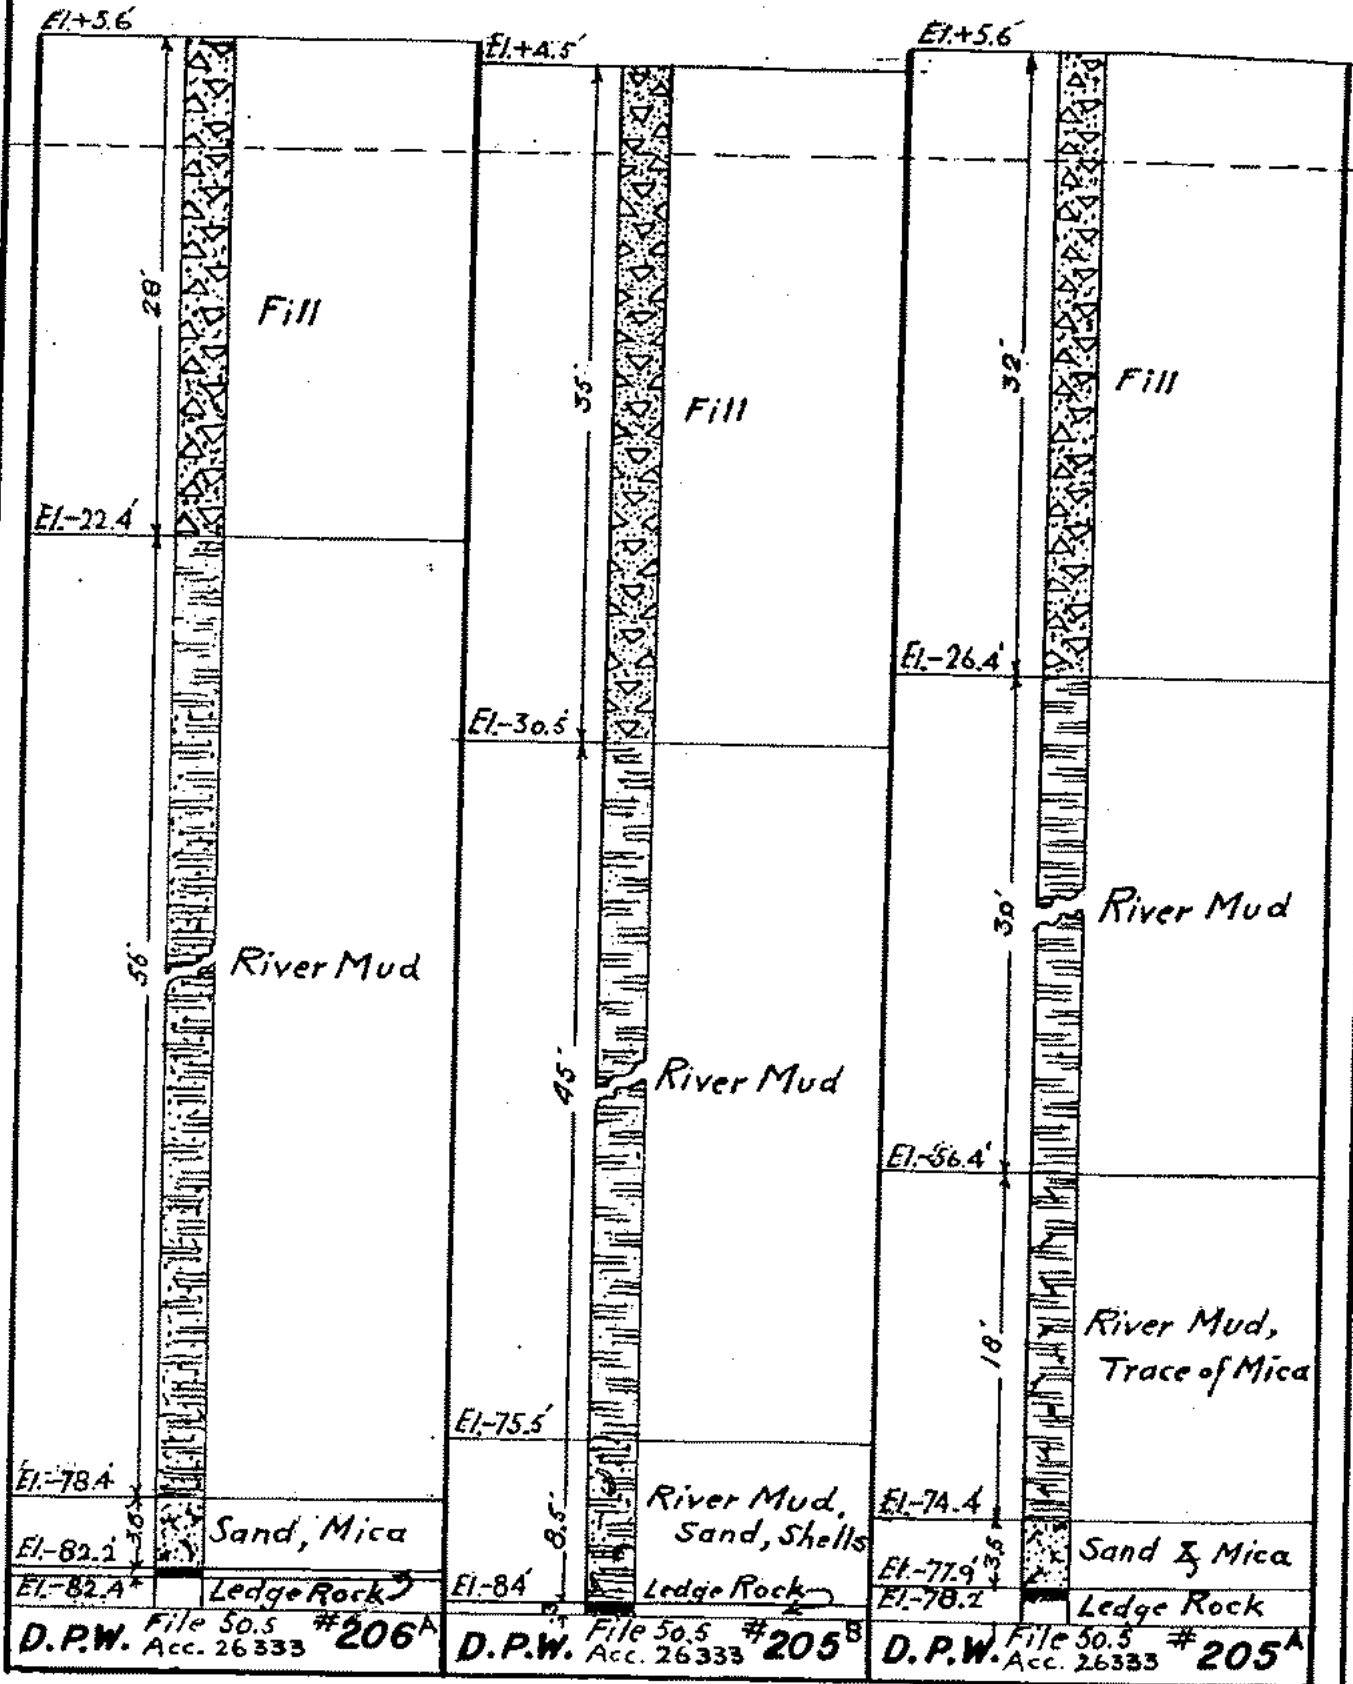 El.+5.6'
28'
Fill
El.-22.4'
56'
River Mud
El.-78.4
Sand, Mica
El.-82.2'
El.-82.4'
Ledge Rock
D.P.W. File 50.5 #206A
Acc. 26333
El.+4.5'
35'
Fill
El.-30.5'
45'
River Mud
El.-75.5'
8.5'
River Mud,
Sand, Shells
El.-84'
Ledge Rock
D.P.W. File 50.5 #205B
Acc. 26333
El.+5.6'
32'
Fill
El.-26.4'
30'
River Mud
El.-56.4'
18'
River Mud,
Trace of Mica
El.-74.4'
3.5
Sand & Mica
El.-77.9'
El.-78.2
Ledge Rock
D.P.W. File 50.5 #205A
Acc. 26333